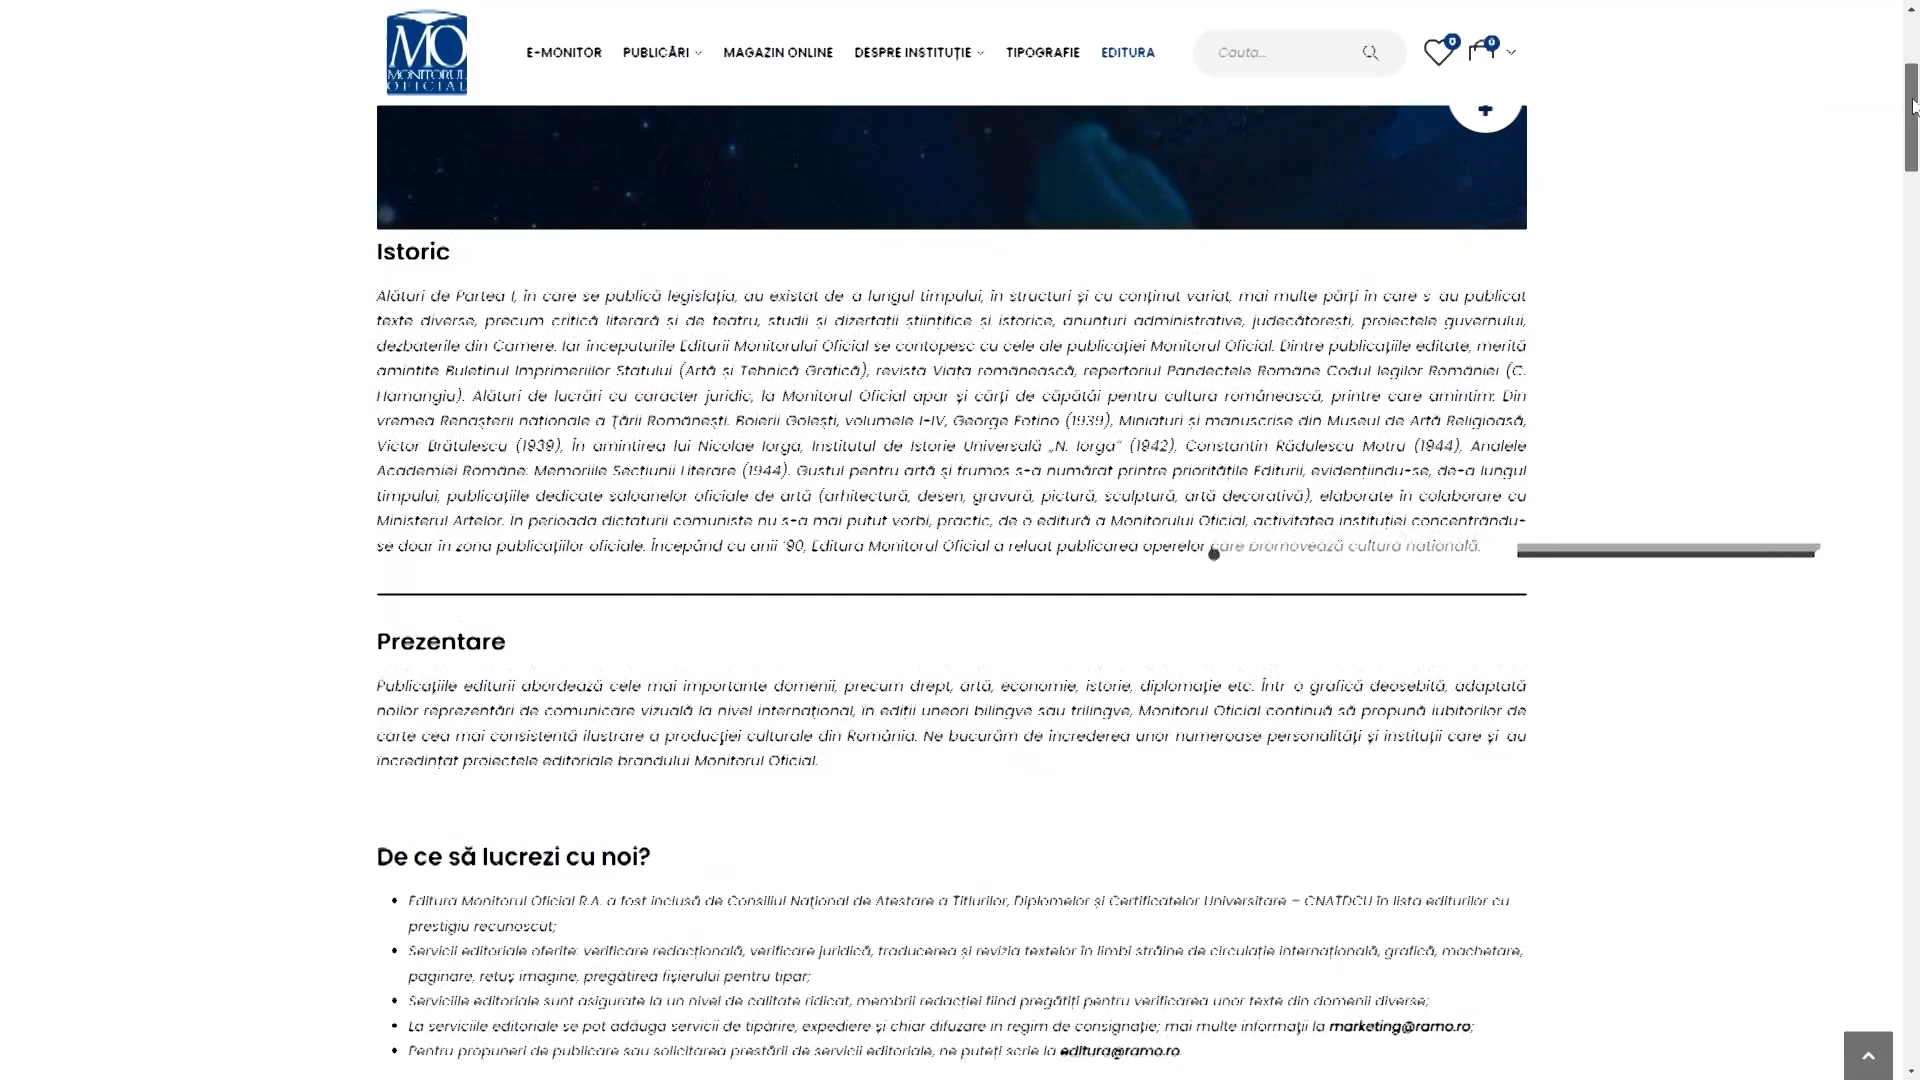 MO
MONITORUL
OFICIAL
E-MONITOR PUBLICĂRI MAGAZIN ONLINE DESPRE INSTITUȚIE TIPOGRAFIE EDITURA Cauta... 0 0
Istoric
Alături de Partea I, în care se publică legislația, au existat de-a lungul timpului, în structuri și cu conținut variat, mai multe părți în care s-au publicat
texte diverse, precum critică literară și de teatru, studii și dizertații științifice și istorice, anunțuri administrative, judecătorești, proiectele guvernului,
dezbaterile din Camere. Iar începuturile Editurii Monitorului Oficial se contopesc cu cele ale publicației Monitorul Oficial. Dintre publicațiile editate, merită
amintite Buletinul Imprimeriilor Statului (Artă și Tehnică Grafică), revista Viața românească, repertoriul Pandectele Române Codul legilor României (C.
Hamangiu). Alături de lucrări cu caracter juridic, la Monitorul Oficial apar și cărți de căpătâi pentru cultura românească, printre care amintim: Din
vremea Renașterii naționale a Țării Românești. Boierii Golești, volumele I-IV, George Fotino (1939), Miniaturi și manuscrise din Museul de Artă Religioasă,
Victor Brătulescu (1939), În amintirea lui Nicolae Iorga, Institutul de Istorie Universală „N. Iorga” (1942), Constantin Rădulescu Motru (1944), Analele
Academiei Române: Memoriile Secțiunii Literare (1944). Gustul pentru artă și frumos s-a numărat printre prioritățile Editurii, evidențiindu-se, de-a lungul
timpului, publicațiile dedicate saloanelor oficiale de artă (arhitectură, desen, gravură, pictură, sculptură, artă decorativă), elaborate în colaborare cu
Ministerul Artelor. În perioada dictaturii comuniste nu s-a mai putut vorbi, practic, de o editură a Monitorului Oficial, activitatea instituției concentrându-
se doar în zona publicațiilor oficiale. Începând cu anii ’90, Editura Monitorul Oficial a reluat publicarea operelor care promovează cultura națională.
Prezentare
Publicațiile editurii abordează cele mai importante domenii, precum drept, artă, economie, istorie, diplomație etc. Într-o grafică deosebită, adaptată
noilor reprezentări de comunicare vizuală la nivel internațional, în ediții uneori bilingve sau trilingve, Monitorul Oficial continuă să propună iubitorilor de
carte cea mai consistentă ilustrare a producției culturale din România. Ne bucurăm de încrederea unor numeroase personalități și instituții care și-au
încredințat proiectele editoriale brandului Monitorul Oficial.
De ce să lucrezi cu noi?
• Editura Monitorul Oficial R.A. a fost inclusă de Consiliul Național de Atestare a Titlurilor, Diplomelor și Certificatelor Universitare – CNATDCU în lista editurilor cu
prestigiu recunoscut;
• Servicii editoriale oferite: verificare redacțională, verificare juridică, traducerea și revizia textelor în limbi străine de circulație internațională, grafică, machetare,
paginare, retuș imagine, pregătirea fișierului pentru tipar;
• Serviciile editoriale sunt asigurate la un nivel de calitate ridicat, membrii redacției fiind pregătiți pentru verificarea unor texte din domenii diverse;
• La serviciile editoriale se pot adăuga servicii de tipărire, expediere și chiar difuzare in regim de consignație; mai multe informații la marketing@ramo.ro;
• Pentru propuneri de publicare sau solicitarea prestării de servicii editoriale, ne puteți scrie la editura@ramo.ro.